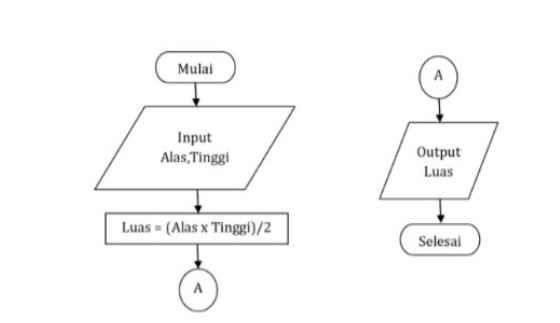 Mulai
Input
Alas,Tinggi
Luas = (Alas x Tinggi)/2
A
A
Output
Luas
Selesai